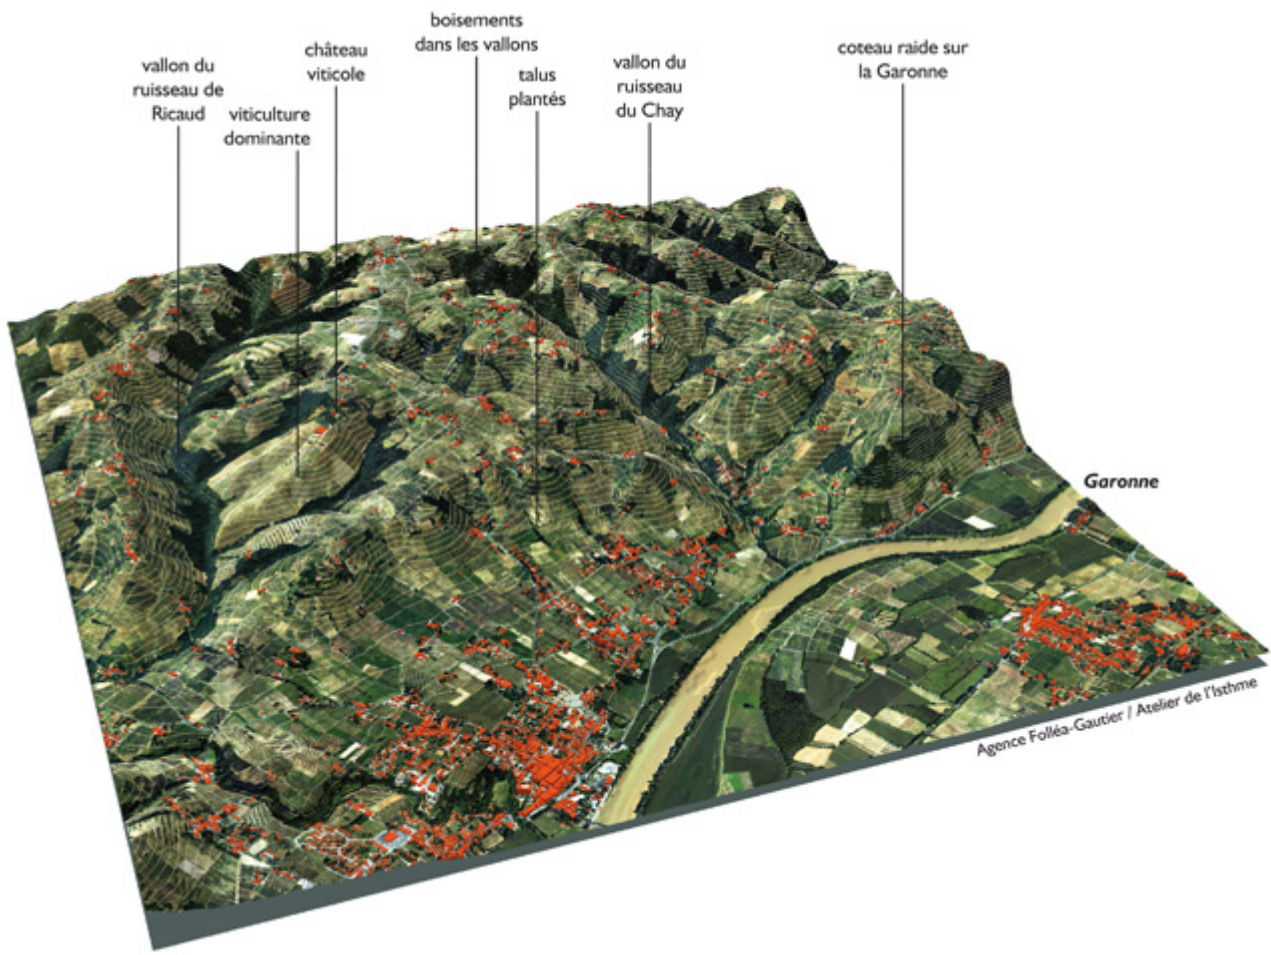 boisements
dans les vallons
château
viticole
coteau raide sur
la Garonne
vallon du
ruisseau de
Ricaud
talus
plantés
vallon du
ruisseau
du Chay
viticulture
dominante
Garonne
Agence Folléa-Gautier / Atelier de l'Isthme